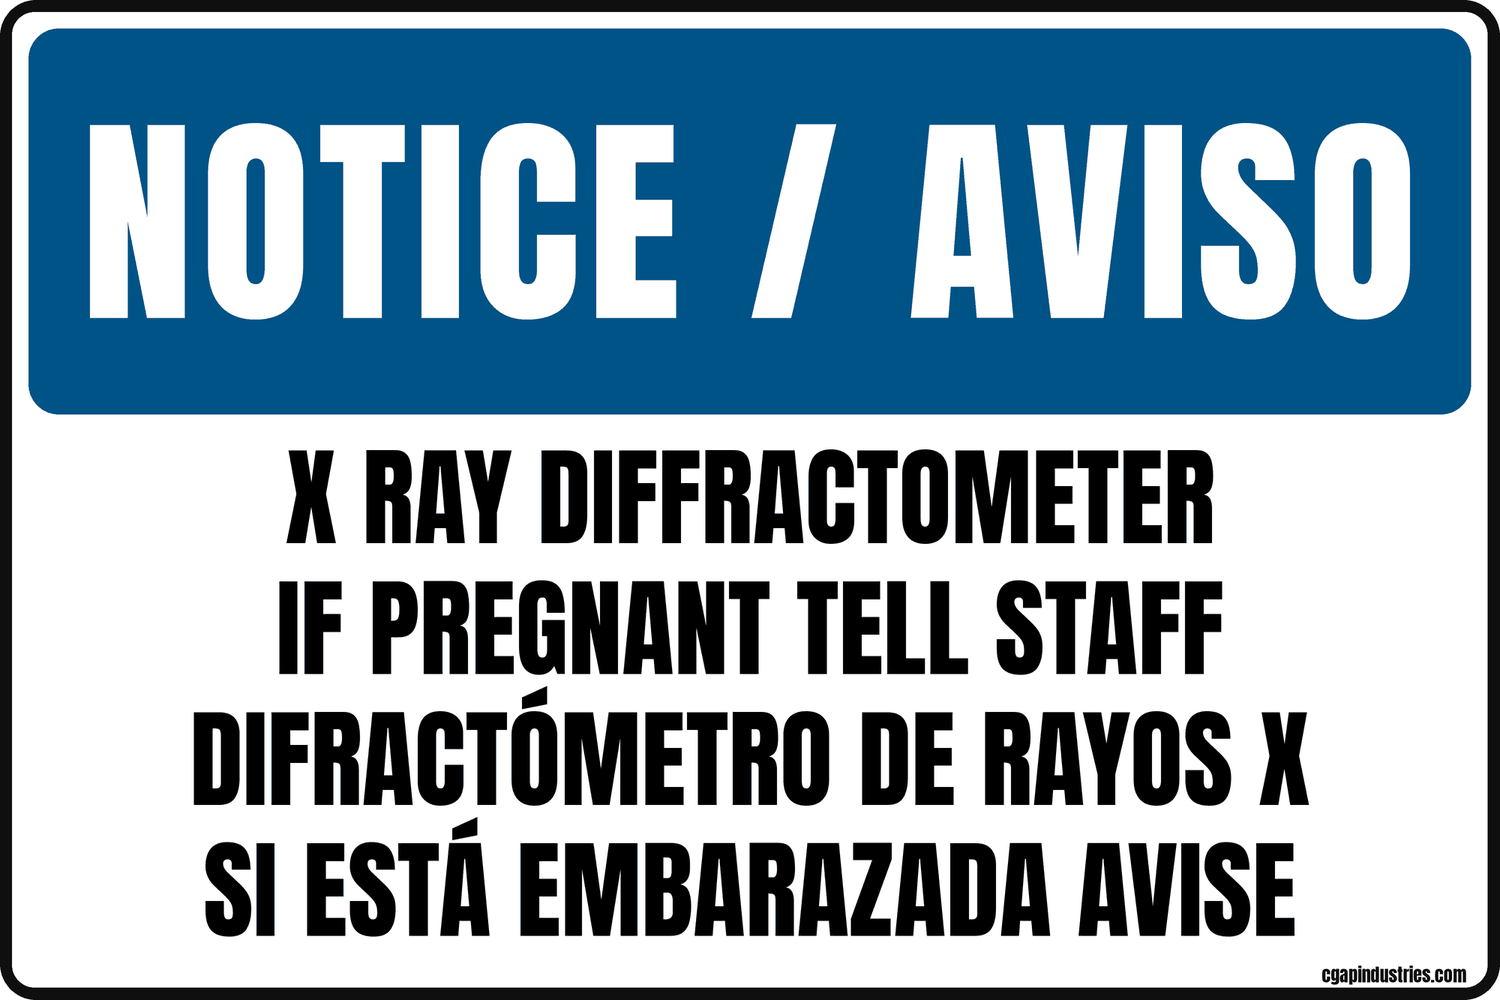 NOTICE / AVISO
X RAY DIFFRACTOMETER
IF PREGNANT TELL STAFF
DIFRACTÓMETRO DE RAYOS X
SI ESTÁ EMBARAZADA AVISE
cgapindustries.com